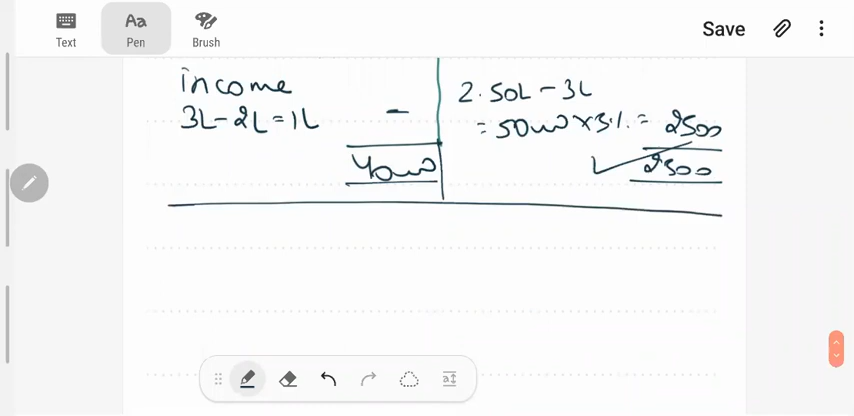 Text
Pen
Brush
Save
income
3L - 2L = 1L -
4000
2.50L - 3L
= 50000 x 5% = 2500
2500